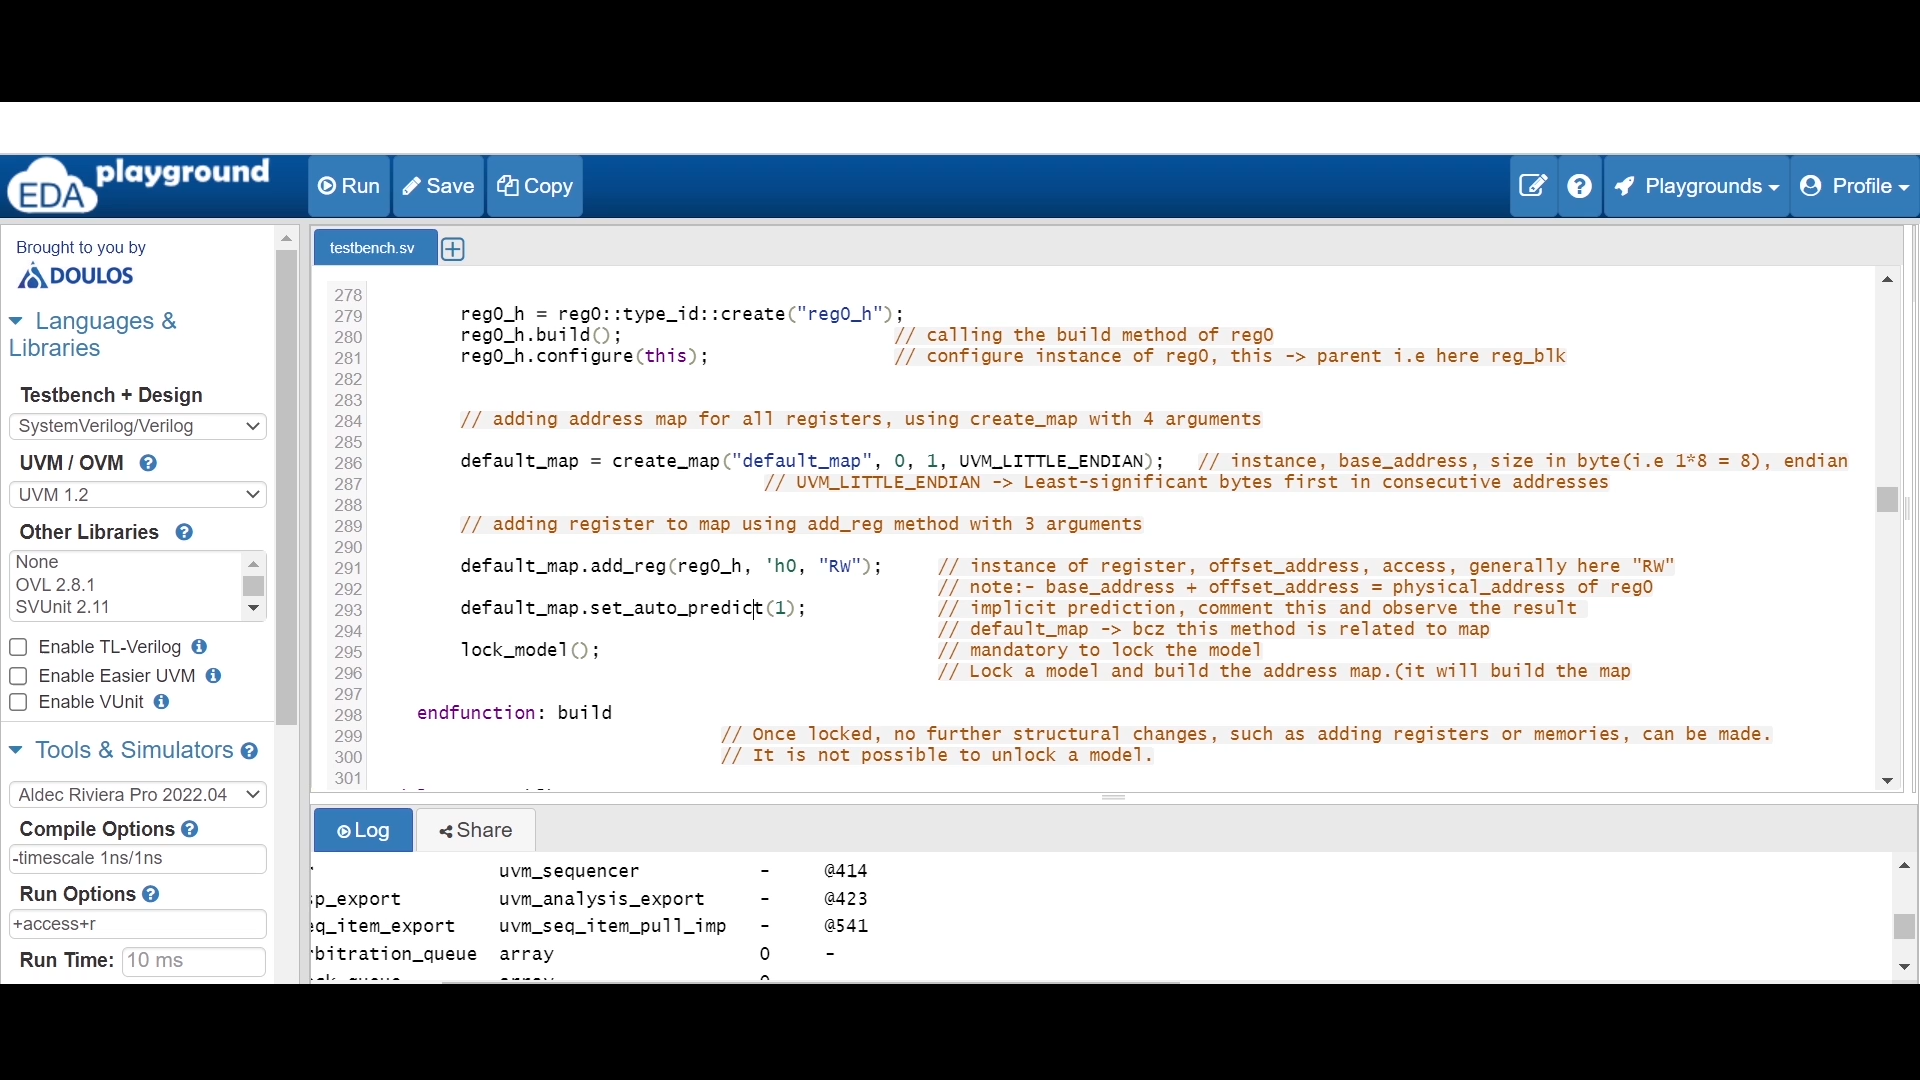 EDA playground
Run Save Copy Playgrounds Profile
Brought to you by
DOULOS
Languages &
Libraries
Testbench + Design
SystemVerilog/Verilog
UVM / OVM
UVM 1.2
Other Libraries
None
OVL 2.8.1
SVUnit 2.11
Enable TL-Verilog
Enable Easier UVM
Enable VUnit
Tools & Simulators
Aldec Riviera Pro 2022.04
Compile Options
-timescale 1ns/1ns
Run Options
+access+r
Run Time: 10 ms
testbench.sv
278
279 reg0_h = reg0::type_id::create("reg0_h");
280 reg0_h.build(); // calling the build method of reg0
281 reg0_h.configure(this); // configure instance of reg0, this -> parent i.e here reg_blk
282
283
284 // adding address map for all registers, using create_map with 4 arguments
285
286 default_map = create_map("default_map", 0, 1, UVM_LITTLE_ENDIAN); // instance, base_address, size in byte(i.e 1*8 = 8), endian
287 // UVM_LITTLE_ENDIAN -> Least-significant bytes first in consecutive addresses
288
289 // adding register to map using add_reg method with 3 arguments
290
291 default_map.add_reg(reg0_h, 'h0, "RW"); // instance of register, offset_address, access, generally here "RW"
292 // note:- base_address + offset_address = physical_address of reg0
293 default_map.set_auto_predict(1); // implicit prediction, comment this and observe the result
294 // default_map -> bcz this method is related to map
295 lock_model(); // mandatory to lock the model
296 // Lock a model and build the address map.(it will build the map
297
298 endfunction: build
299 // Once locked, no further structural changes, such as adding registers or memories, can be made.
300 // It is not possible to unlock a model.
301
Log Share
uvm_sequencer - @414
sp_export uvm_analysis_export - @423
eq_item_export uvm_seq_item_pull_imp - @541
rbitration_queue array 0 -